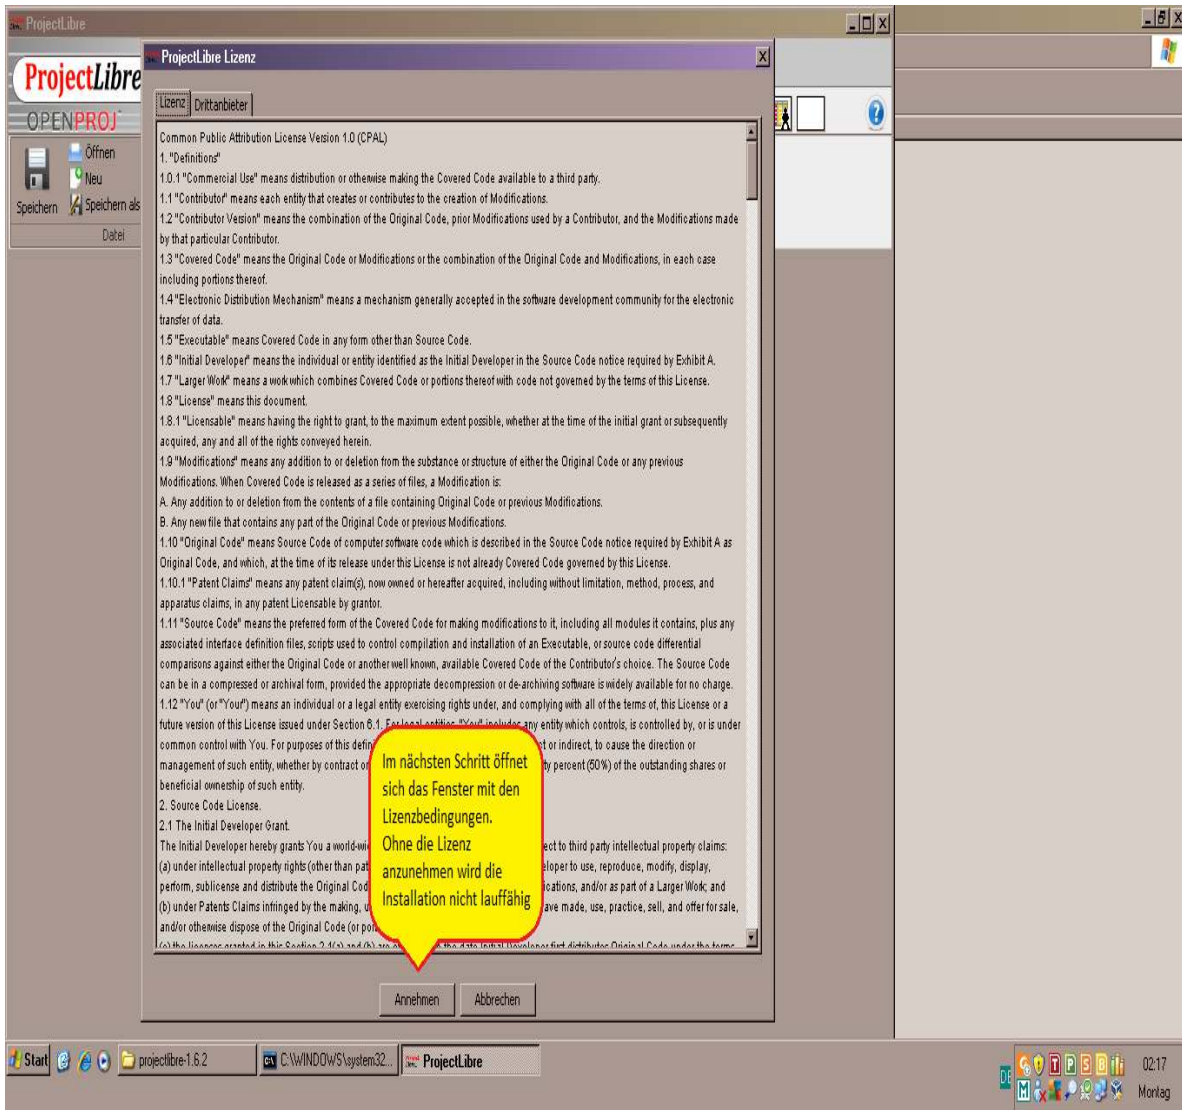 ProjectLibre
ProjectLibre
OPENPROJ
Öffnen
Neu
Speichern
Speichern als
Datei
ProjectLibre Lizenz
Lizenz
Drittanbieter
Common Public Attribution License Version 1.0 (CPAL)
1. "Definitions"
1.0.1 "Commercial Use" means distribution or otherwise making the Covered Code available to a third party.
1.1 "Contributor" means each entity that creates or contributes to the creation of Modifications.
1.2 "Contributor Version" means the combination of the Original Code, prior Modifications used by a Contributor, and the Modifications made
by that particular Contributor.
1.3 "Covered Code" means the Original Code or Modifications or the combination of the Original Code and Modifications, in each case
including portions thereof.
1.4 "Electronic Distribution Mechanism" means a mechanism generally accepted in the software development community for the electronic
transfer of data.
1.5 "Executable" means Covered Code in any form other than Source Code.
1.6 "Initial Developer" means the individual or entity identified as the Initial Developer in the Source Code notice required by Exhibit A.
1.7 "Larger Work" means a work which combines Covered Code or portions thereof with code not governed by the terms of this License.
1.8 "License" means this document.
1.8.1 "Licensable" means having the right to grant, to the maximum extent possible, whether at the time of the initial grant or subsequently
acquired, any and all of the rights conveyed herein.
1.9 "Modifications" means any addition to or deletion from the substance or structure of either the Original Code or any previous
Modifications. When Covered Code is released as a series of files, a Modification is:
A. Any addition to or deletion from the contents of a file containing Original Code or previous Modifications.
B. Any new file that contains any part of the Original Code or previous Modifications.
1.10 "Original Code" means Source Code of computer software code which is described in the Source Code notice required by Exhibit A as
Original Code, and which, at the time of its release under this License is not already Covered Code governed by this License.
1.10.1 "Patent Claims" means any patent claim(s), now owned or hereafter acquired, including without limitation, method, process, and
apparatus claims, in any patent Licensable by grantor.
1.11 "Source Code" means the preferred form of the Covered Code for making modifications to it, including all modules it contains, plus any
associated interface definition files, scripts used to control compilation and installation of an Executable, or source code differential
comparisons against either the Original Code or another well known, available Covered Code of the Contributor's choice. The Source Code
can be in a compressed or archival form, provided the appropriate decompression or de-archiving software is widely available for no charge.
1.12 "You" (or "Your") means an individual or a legal entity exercising rights under, and complying with all of the terms of, this License or a
future version of this License issued under Section 6.1. For legal entities, "You" includes any entity which controls, is controlled by, or is under
common control with You. For purposes of this defin ct or indirect, to cause the direction or
management of such entity, whether by contract or ty percent (50%) of the outstanding shares or
beneficial ownership of such entity.
2. Source Code License.
2.1 The Initial Developer Grant.
The Initial Developer hereby grants You a world-wi ect to third party intellectual property claims:
(a) under intellectual property rights (other than pat eloper to use, reproduce, modify, display,
perform, sublicense and distribute the Original Cod ications, and/or as part of a Larger Work; and
(b) under Patents Claims infringed by the making, u ave made, use, practice, sell, and offer for sale,
and/or otherwise dispose of the Original Code (or por
(c) the licenses granted in this Section 2.1(a) and (b) are e the date Initial Developer first distributes Original Code under the terms
Im nächsten Schritt öffnet
sich das Fenster mit den
Lizenzbedingungen.
Ohne die Lizenz
anzunehmen wird die
Installation nicht lauffähig
Annehmen
Abbrechen
Start
projectlibre-1.6.2
C:\WINDOWS\system32...
ProjectLibre
DE
02:17
Montag